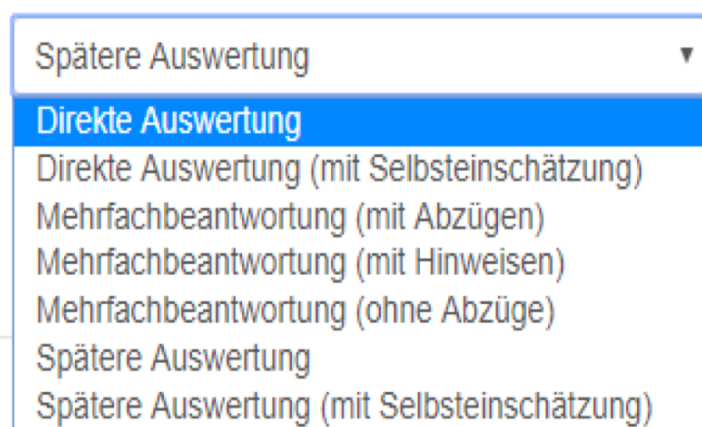 Spätere Auswertung
Direkte Auswertung
Direkte Auswertung (mit Selbsteinschätzung)
Mehrfachbeantwortung (mit Abzügen)
Mehrfachbeantwortung (mit Hinweisen)
Mehrfachbeantwortung (ohne Abzüge)
Spätere Auswertung
Spätere Auswertung (mit Selbsteinschätzung)